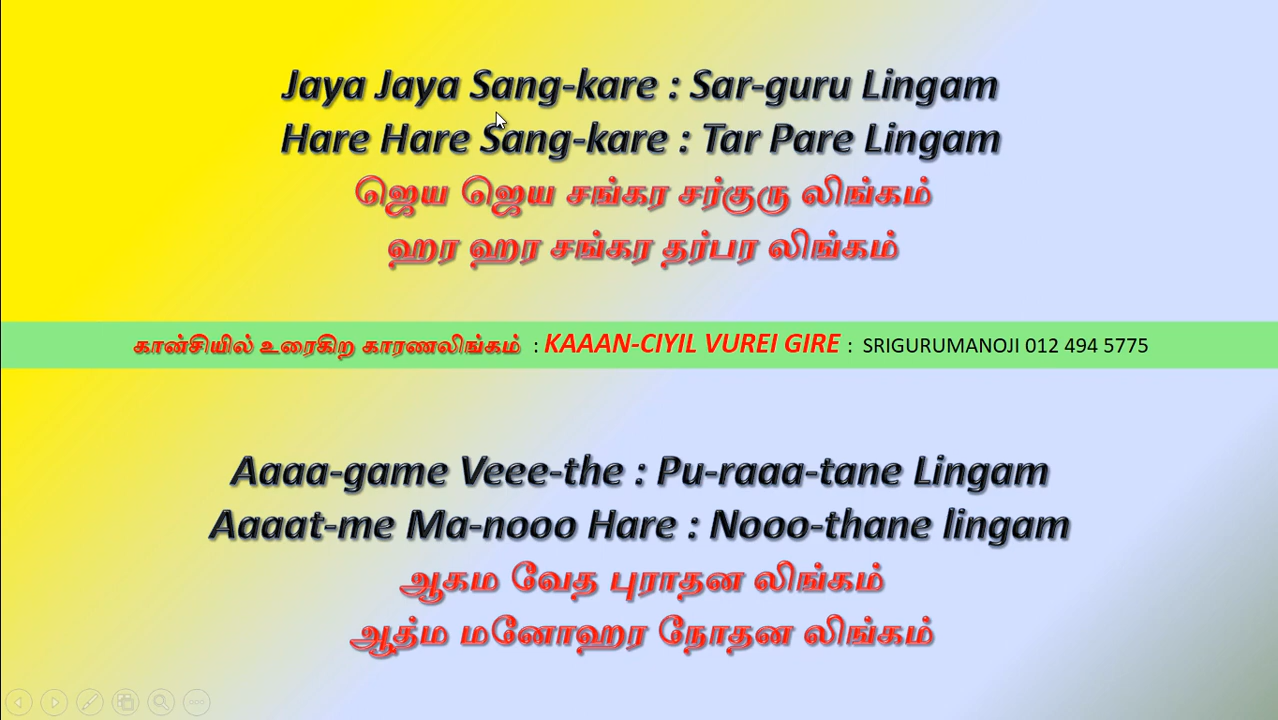 Jaya Jaya Sang-kare : Sar-guru Lingam
Hare Hare Sang-kare : Tar Pare Lingam
ஜெய ஜெய சங்கர சர்குரு லிங்கம்
ஹர ஹர சங்கர தர்பர லிங்கம்
கான்சியில் உரைகிற காரணலிங்கம் : KAAAN-CIYIL VUREI GIRE : SRIGURUMANOJI 012 494 5775
Aaaa-game Veee-the : Pu-raaa-tane Lingam
Aaaat-me Ma-nooo Hare : Nooo-thane lingam
ஆகம வேத புராதன லிங்கம்
ஆத்ம மனோஹர நோதன லிங்கம்